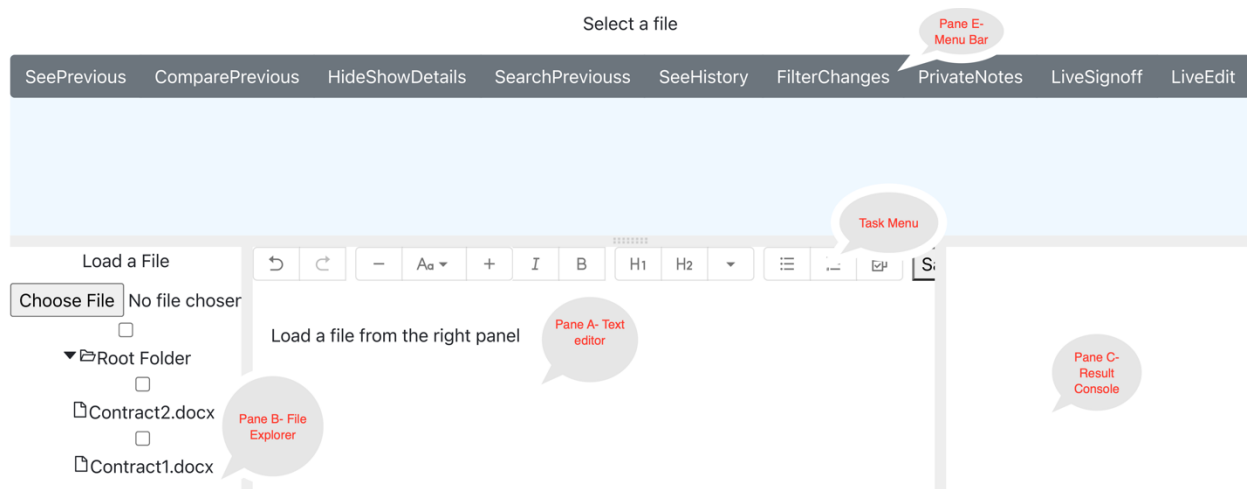 Select a file
Pane E-
Menu Bar
SeePrevious ComparePrevious HideShowDetails SearchPreviouss SeeHistory FilterChanges PrivateNotes LiveSignoff LiveEdit
Task Menu
Load a File
Aa H1 H2
I B
Choose File No file chosen
Load a file from the right panel
Pane A- Text
editor
Root Folder
Pane C-
Result
Console
Contract2.docx
Pane B- File
Explorer
Contract1.docx